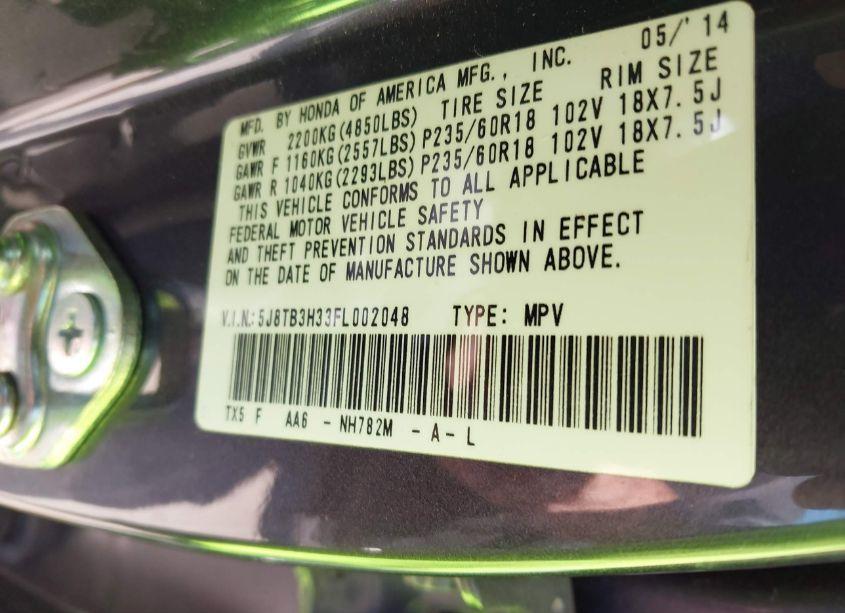 MFD. BY HONDA OF AMERICA MFG., INC. 05/'14
GVWR 2200KG(4850LBS) TIRE SIZE RIM SIZE
GAWR F 1160KG(2557LBS) P235/60R18 102V 18X7.5J
GAWR R 1040KG(2293LBS) P235/60R18 102V 18X7.5J
THIS VEHICLE CONFORMS TO ALL APPLICABLE
FEDERAL MOTOR VEHICLE SAFETY
AND THEFT PREVENTION STANDARDS IN EFFECT
ON THE DATE OF MANUFACTURE SHOWN ABOVE.
V.I.N.: 5J8TB3H33FL002048 TYPE: MPV
TX5 F AA6 - NH782M - A - L